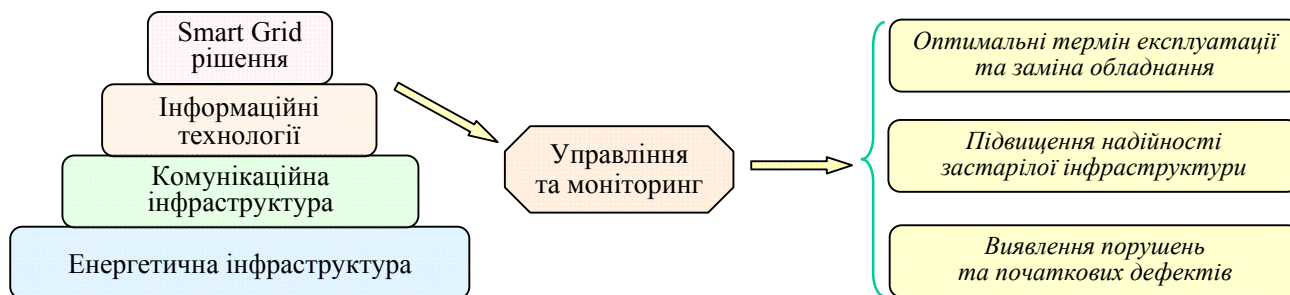 Smart Grid
рішення
Інформаційні
технології
Комунікаційна
інфраструктура
Енергетична інфраструктура
Управління
та моніторинг
Оптимальні термін експлуатації
та заміна обладнання
Підвищення надійності
застарілої інфраструктури
Виявлення порушень
та початкових дефектів